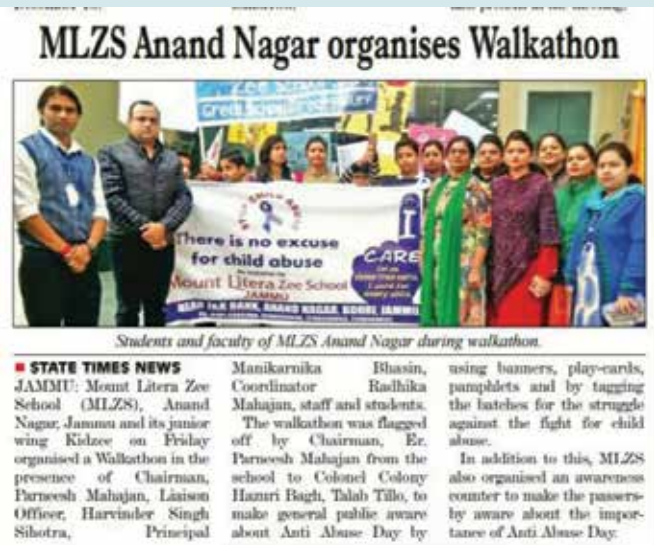 MLZS Anand Nagar organises Walkathon
There is no excuse
for child abuse
Mount Litera Zee School
JAMMU
I
CARE
Students and faculty of MLZS Anand Nagar during walkathon.
STATE TIMES NEWS
JAMMU: Mount Litera Zee
School (MLZS), Anand
Nagar, Jammu and its junior
wing Kidzee on Friday
organised a Walkathon in the
presence of Chairman,
Parneesh Mahajan, Liaison
Officer, Harvinder Singh
Sihotra, Principal
Manikarnika Bhasin,
Coordinator Radhika
Mahajan, staff and students.
The walkathon was flagged
off by Chairman, Er.
Parneesh Mahajan from the
school to Colonel Colony
Hazuri Bagh, Talab Tillo, to
make general public aware
about Anti Abuse Day by
using banners, play-cards,
pamphlets and by tagging
the batches for the struggle
against the fight for child
abuse.
In addition to this, MLZS
also organised an awareness
counter to make the passers-
by aware about the impor-
tance of Anti Abuse Day.